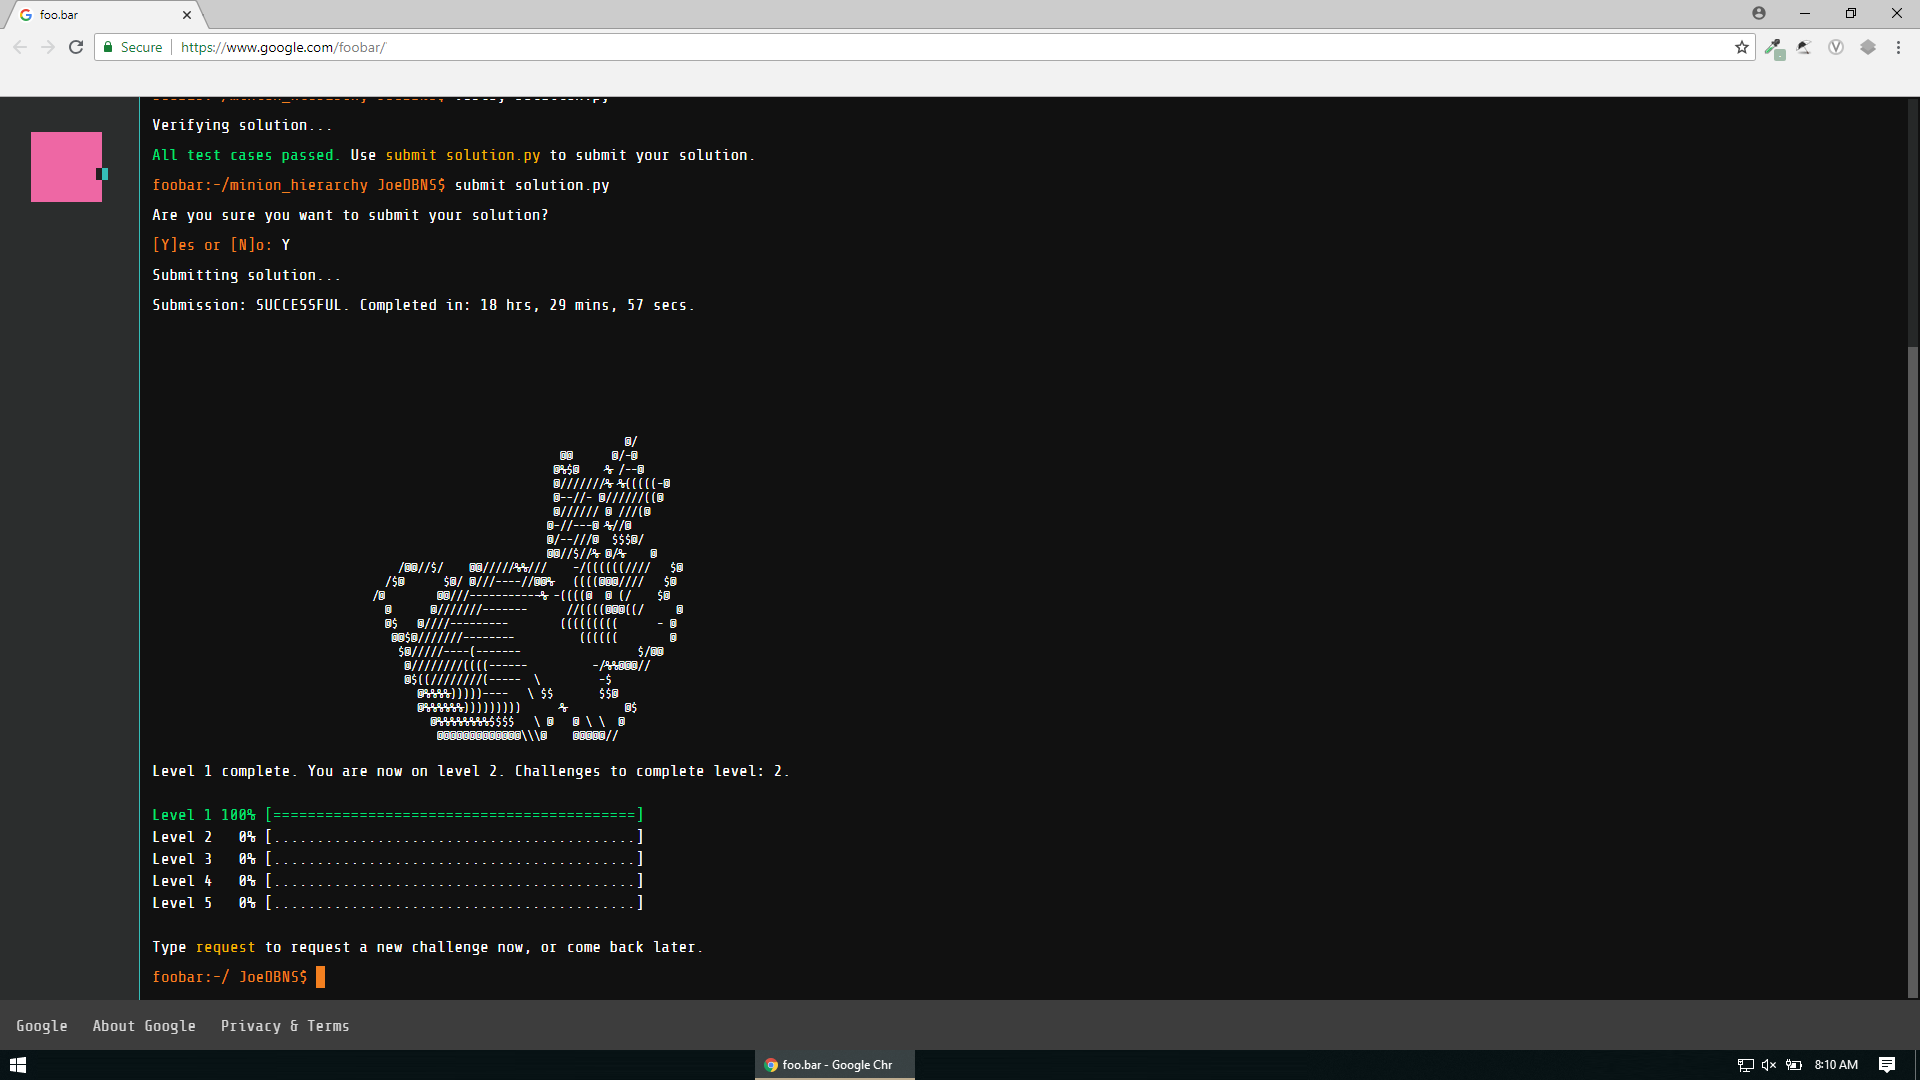 foo.bar
Secure
https://www.google.com/foobar/
Verifying solution...
All test cases passed. Use submit solution.py to submit your solution.
foobar:~/minion_hierarchy JoeDBNS$ submit solution.py
Are you sure you want to submit your solution?
[Y]es or [N]o: Y
Submitting solution...
Submission: SUCCESSFUL. Completed in: 18 hrs, 29 mins, 57 secs.
Level 1 complete. You are now on level 2. Challenges to complete level: 2.
Level 1 100% [==========================================]
Level 2 0% [..........................................]
Level 3 0% [..........................................]
Level 4 0% [..........................................]
Level 5 0% [..........................................]
Type request to request a new challenge now, or come back later.
foobar:~/ JoeDBNS$
Google About Google Privacy & Terms
foo.bar - Google Chr
8:10 AM